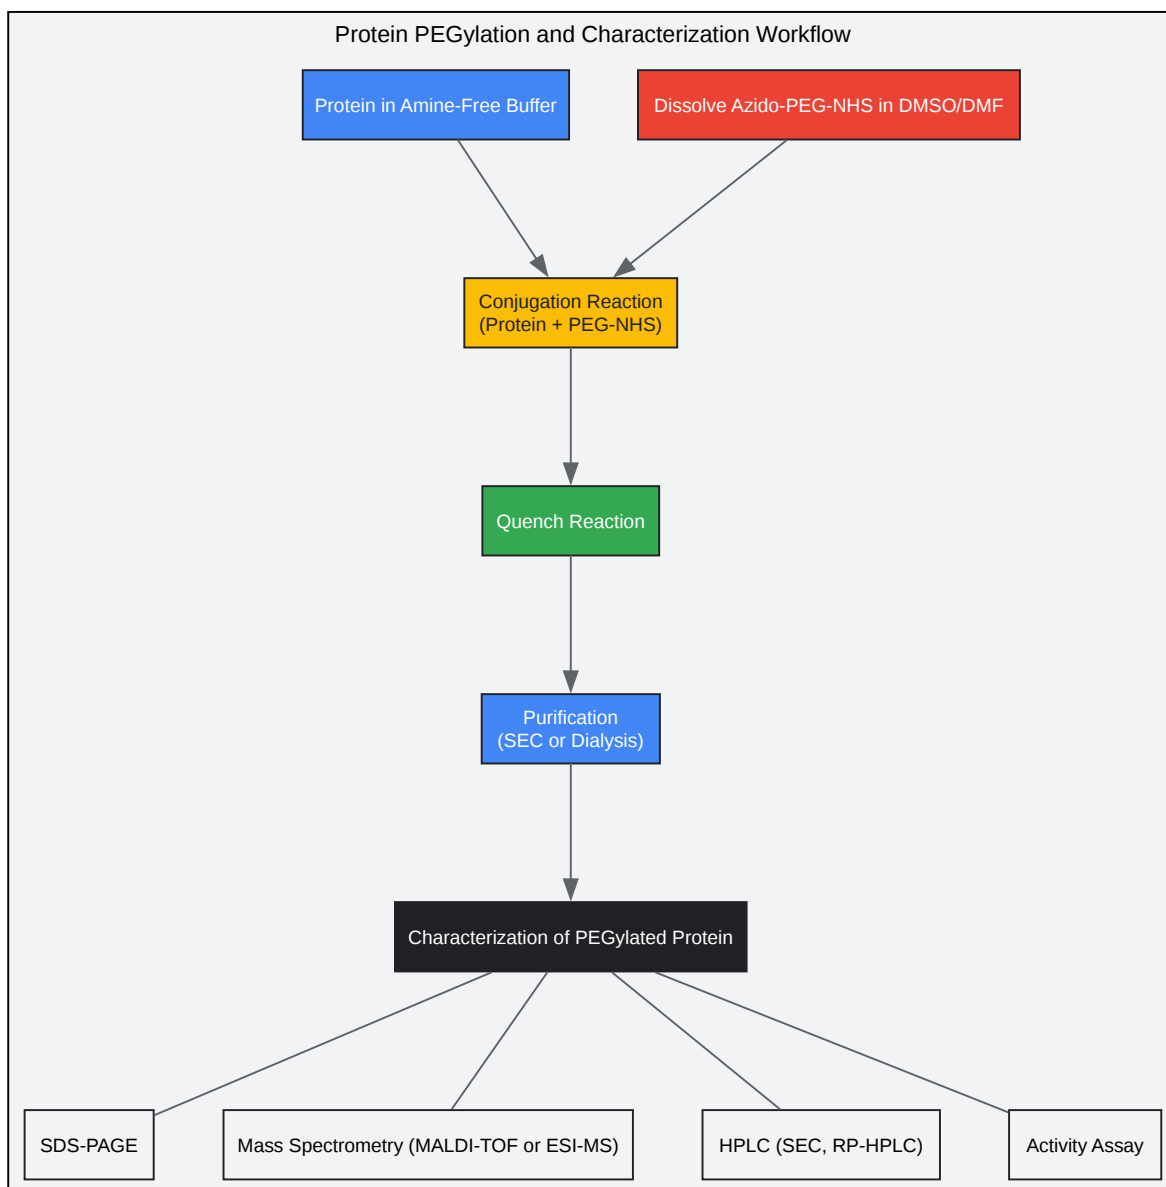 Protein PEGylation and Characterization Workflow
Protein in Amine-Free Buffer
Dissolve Azido-PEG-NHS in DMSO/DMF
Conjugation Reaction
(Protein + PEG-NHS)
Quench Reaction
Purification
(SEC or Dialysis)
Characterization of PEGylated Protein
SDS-PAGE
Mass Spectrometry (MALDI-TOF or ESI-MS)
HPLC (SEC, RP-HPLC)
Activity Assay